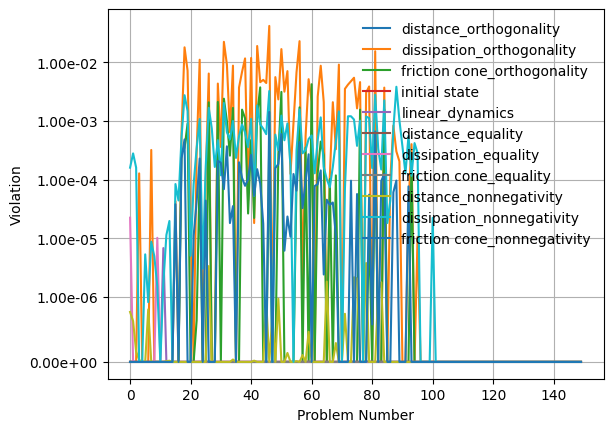 distance_orthogonality
dissipation_orthogonality
friction cone_orthogonality
initial state
linear_dynamics
distance_equality
dissipation_equality
friction cone_equality
distance_nonnegativity
dissipation_nonnegativity
friction cone_nonnegativity
Violation
1.00e-02
1.00e-03
1.00e-04
1.00e-05
1.00e-06
0.00e+00
0 20 40 60 80 100 120 140
Problem Number